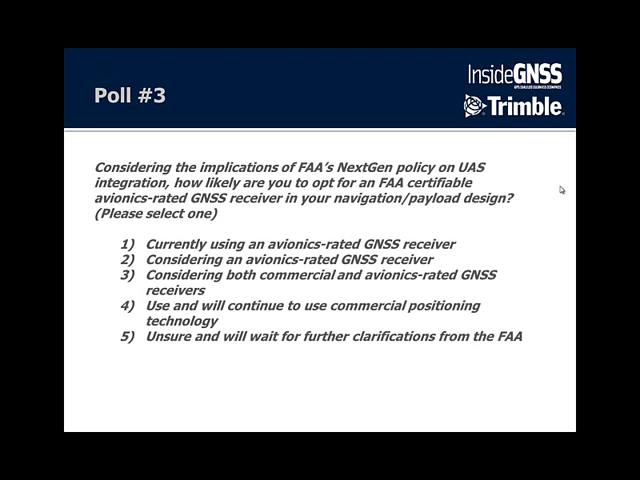 InsideGNSS
Poll #3
Trimble
Considering the implications of FAA's NextGen policy on UAS
integration, how likely are you to opt for an FAA certifiable
avionics-rated GNSS receiver in your navigation/payload design?
(Please select one)
1) Currently using an avionics-rated GNSS receiver
2) Considering an avionics-rated GNSS receiver
3) Considering both commercial and avionics-rated GNSS
receivers
4) Use and will continue to use commercial positioning
technology
5) Unsure and will wait for further clarifications from the FAA